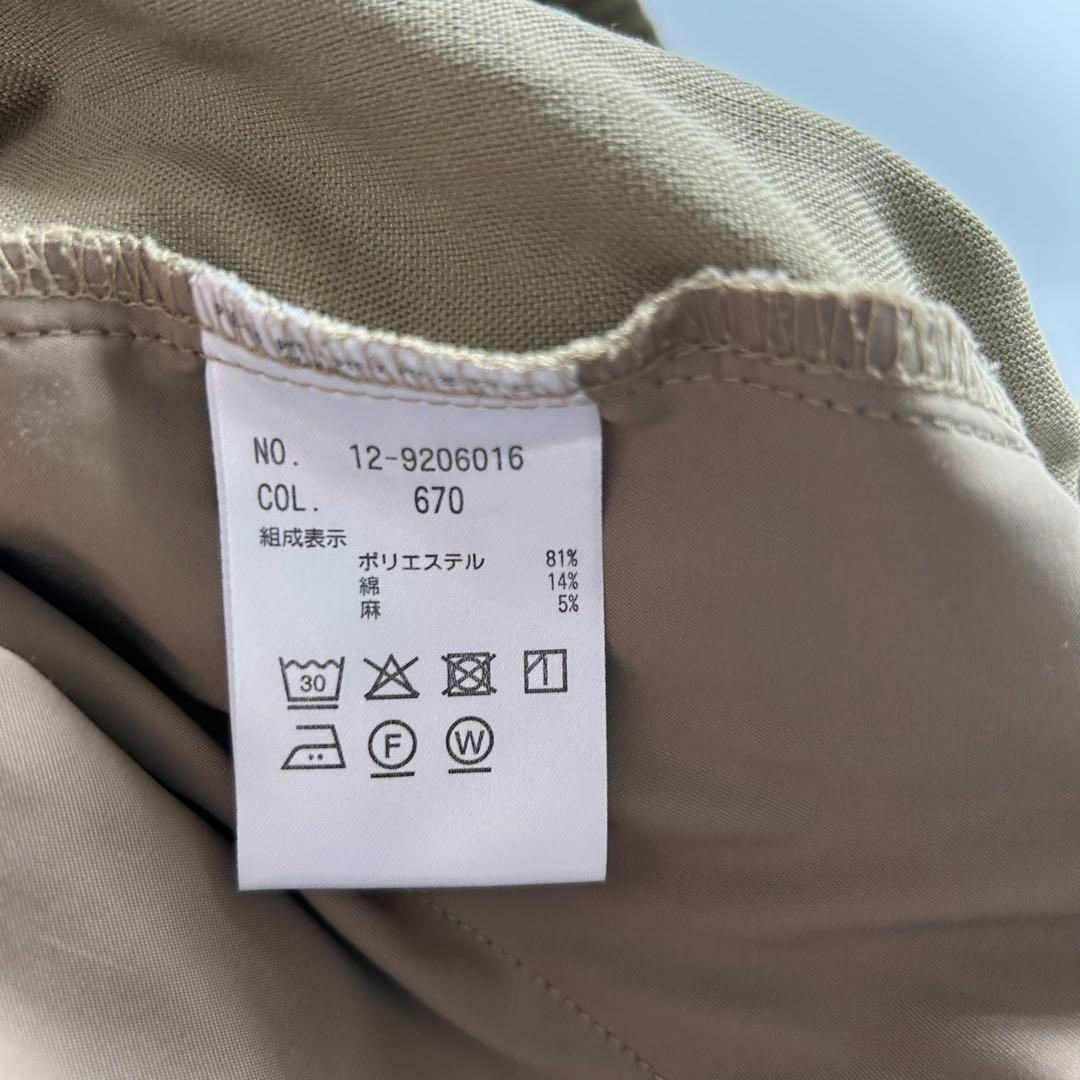 NO. 12-9206016
COL. 670
組成表示
ポリエステル 81%
綿 14%
麻 5%
30
F W